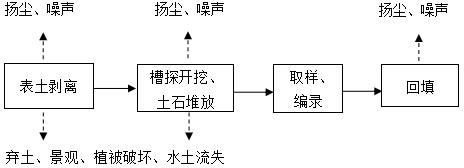 扬尘、噪声
扬尘、噪声
扬尘、噪声
表土剥离
槽探开挖、
土石堆放
取样、
编录
回填
弃土、景观、植被破坏、水土流失